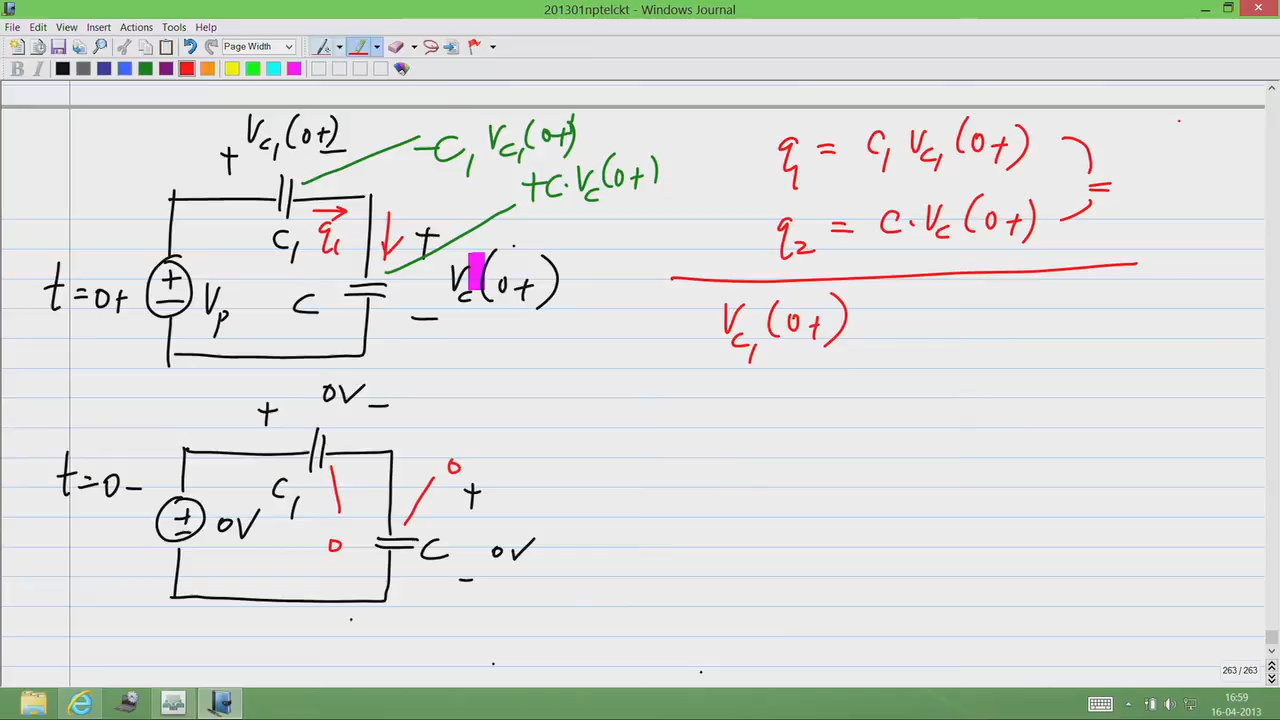 201301nptelckt - Windows Journal
File Edit View Insert Actions Tools Help
Page Width
B I
+ Vc₁(0+) -
-C₁ Vc₁(0+)
+C·Vc(0+)
C₁ q₁
t=0+ + - Vp C + Vc(0+) -
q₁ = C₁ Vc₁(0+)
=
q₂ = C·Vc(0+)
Vc₁(0+)
+ 0V -
t=0- C₁ 0 +
+ - 0V 0 C 0V
-
263 / 263
16:59
16-04-2013